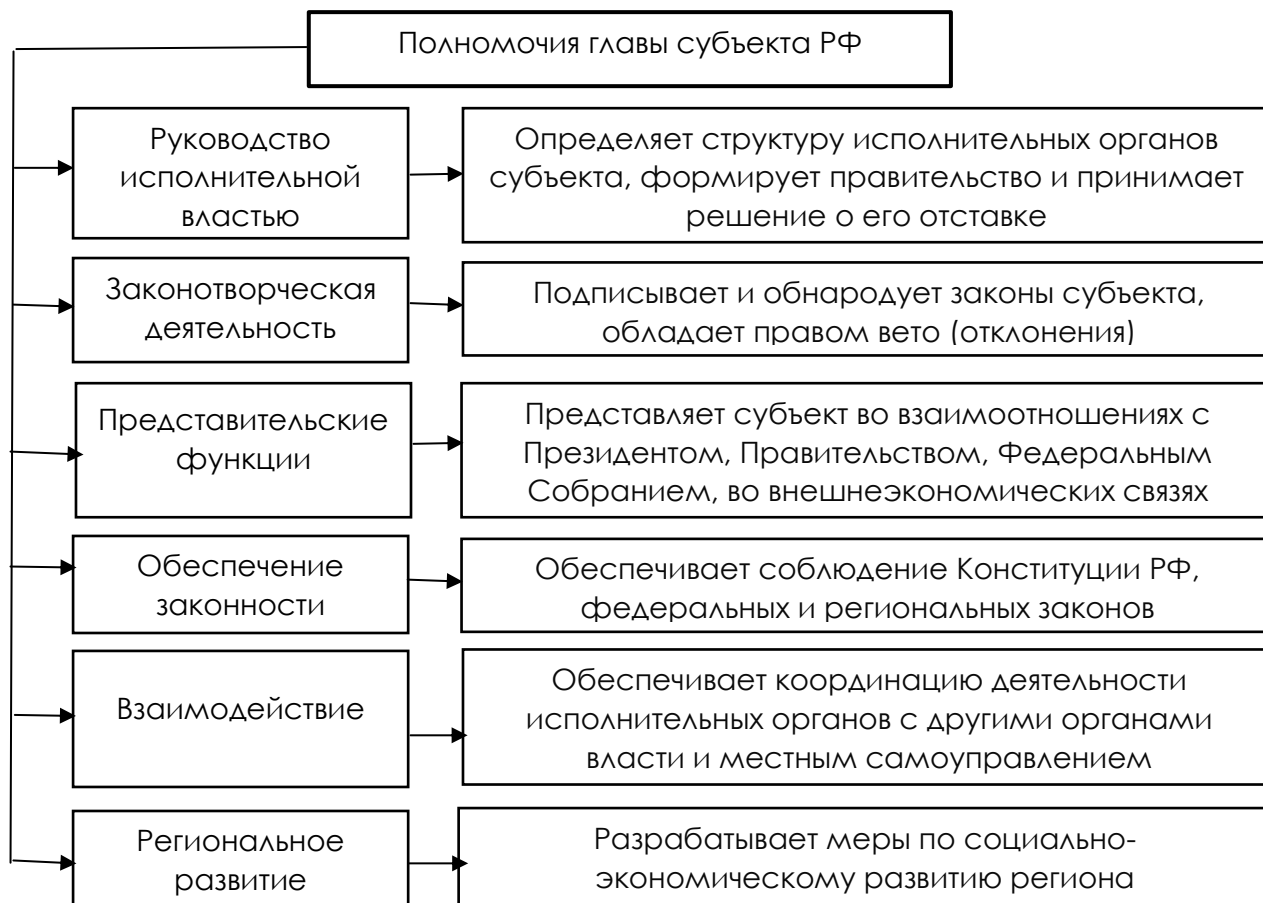 Полномочия главы субъекта РФ
Руководство
исполнительной
властью
Определяет структуру исполнительных органов
субъекта, формирует правительство и принимает
решение о его отставке
Законотворческая
деятельность
Подписывает и обнародует законы субъекта,
обладает правом вето (отклонения)
Представительские
функции
Представляет субъект во взаимоотношениях с
Президентом, Правительством, Федеральным
Собранием, во внешнеэкономических связях
Обеспечение
законности
Обеспечивает соблюдение Конституции РФ,
федеральных и региональных законов
Взаимодействие
Обеспечивает координацию деятельности
исполнительных органов с другими органами
власти и местным самоуправлением
Региональное
развитие
Разрабатывает меры по социально-
экономическому развитию региона